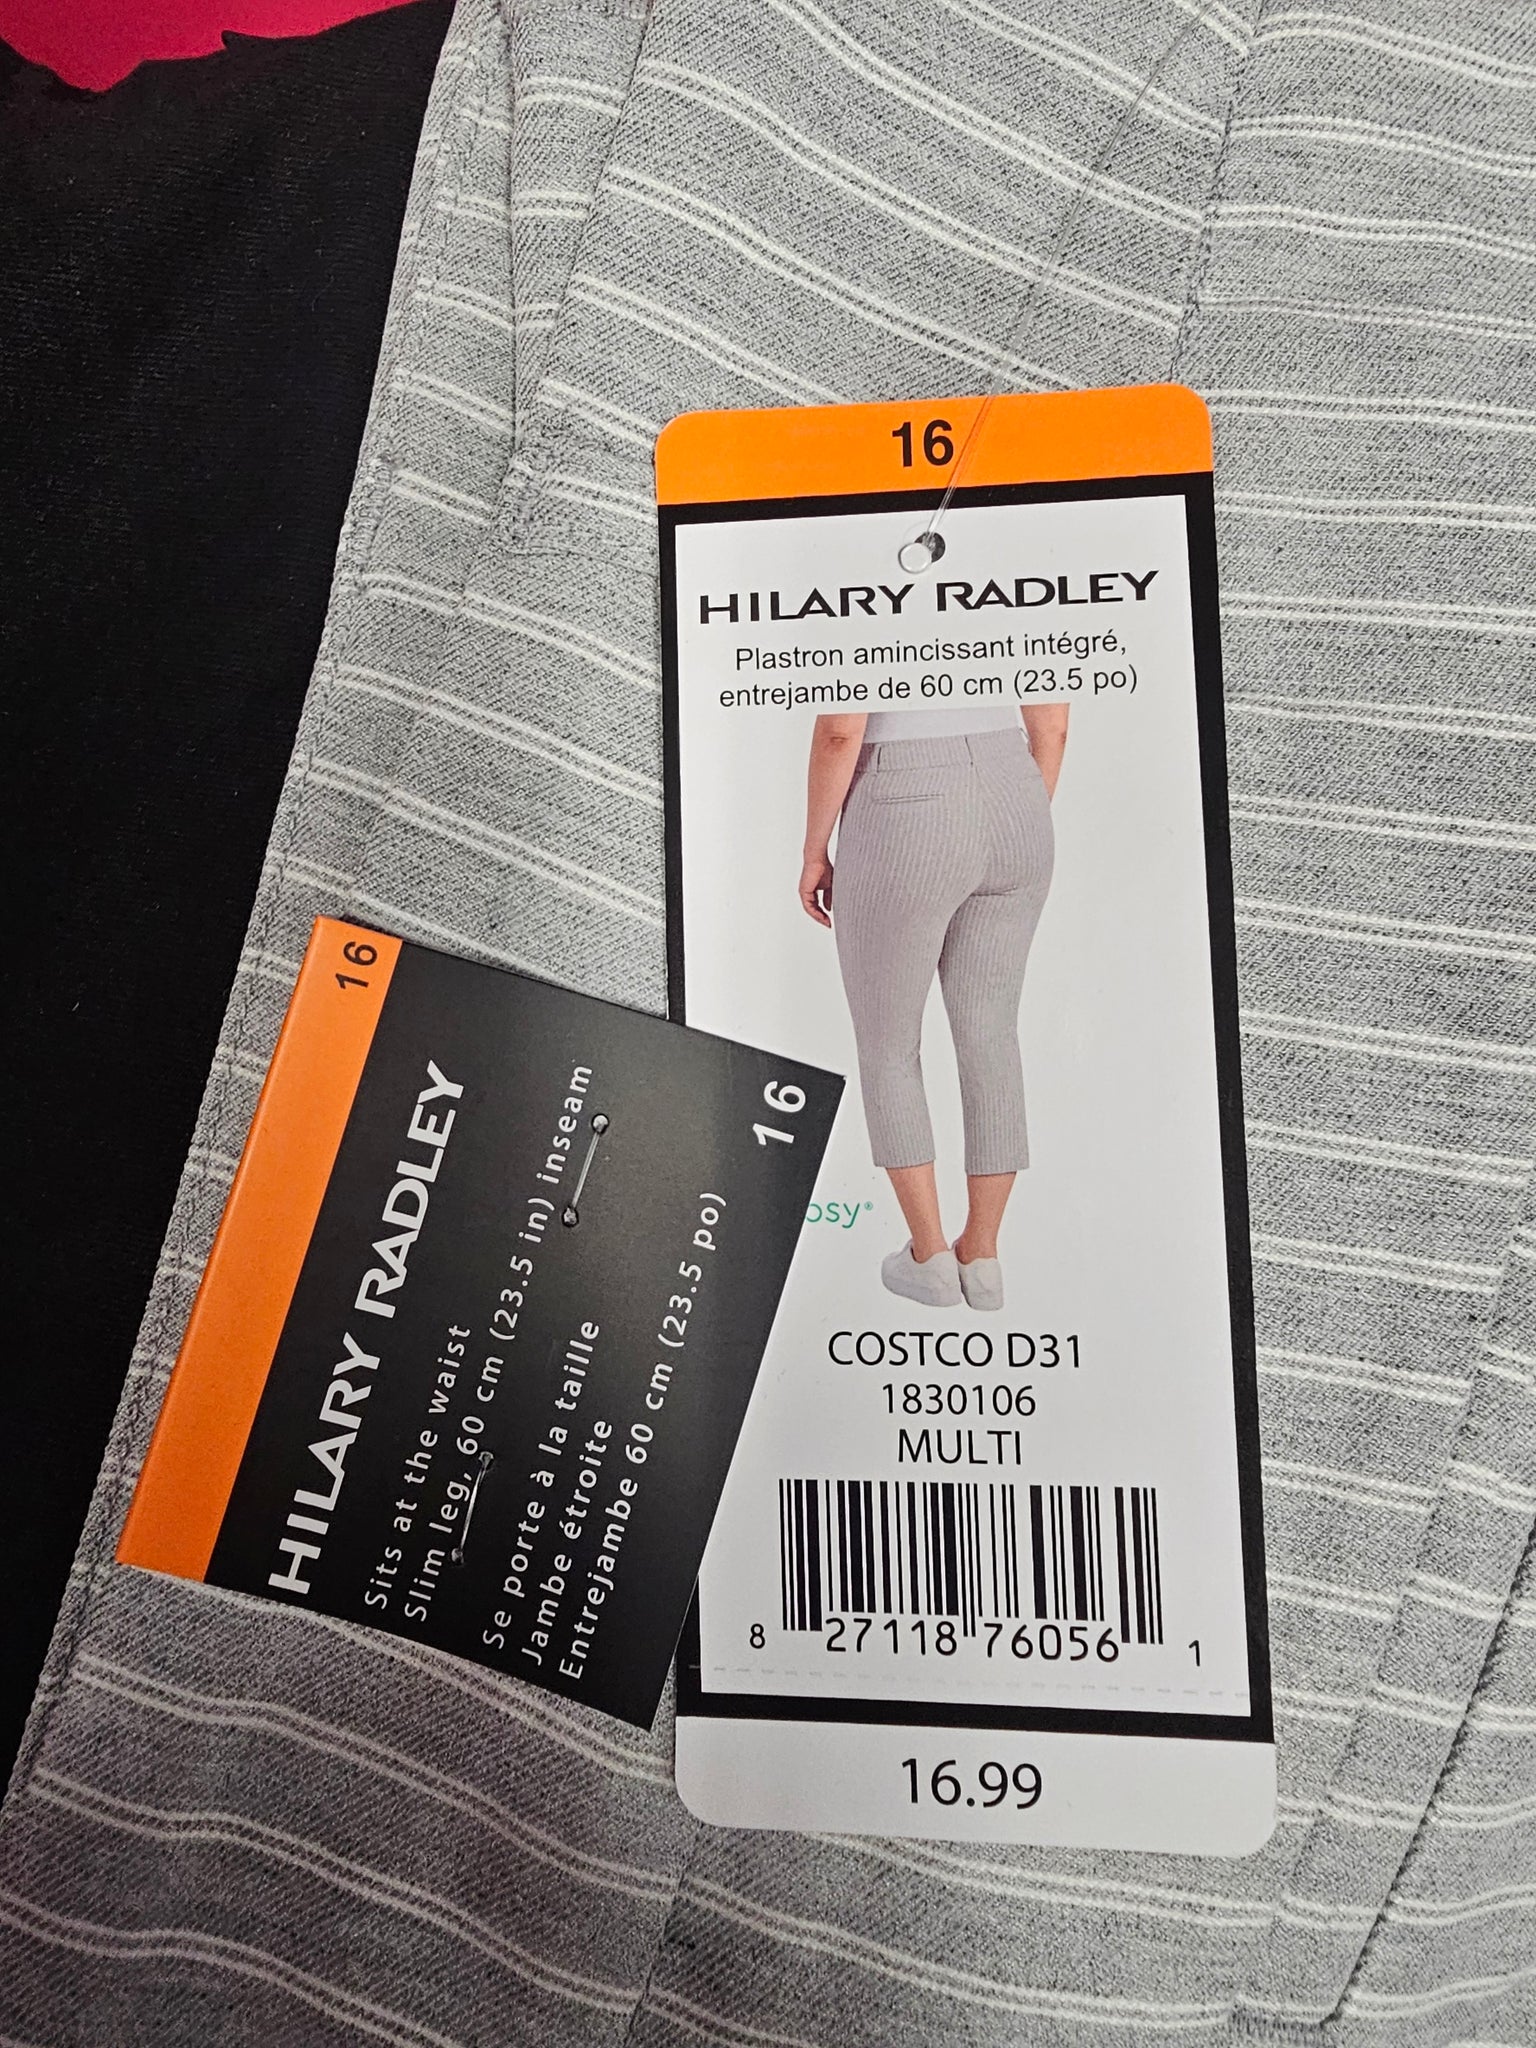 16
HILARY RADLEY
Plastron amincissant intégré,
entrejambe de 60 cm (23.5 po)
COSTCO D31
1830106
MULTI
8 27118 76056 1
16.99
16
HILARY RADLEY
Sits at the waist
Slim leg, 60 cm (23.5 in) inseam
Se porte à la taille
Jambe étroite
Entrejambe 60 cm (23.5 po)
16